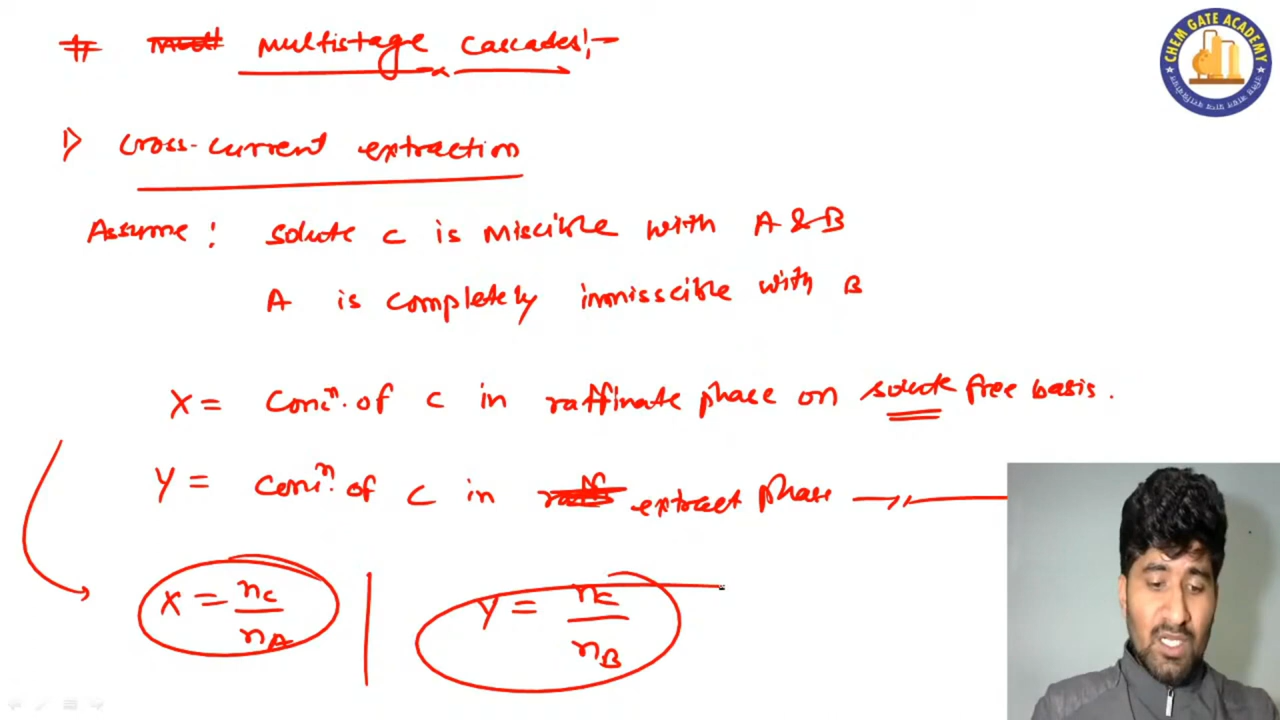 # multistage cascades:-
CHEM GATE ACADEMY
1) cross-current extraction
Assume: solute C is miscible with A & B
A is completely immisscible with B
X = concn. of C in raffinate phase on solute free basis.
Y = concn. of C in extract phase —〃—
X = nC / nA | Y = nC / nB